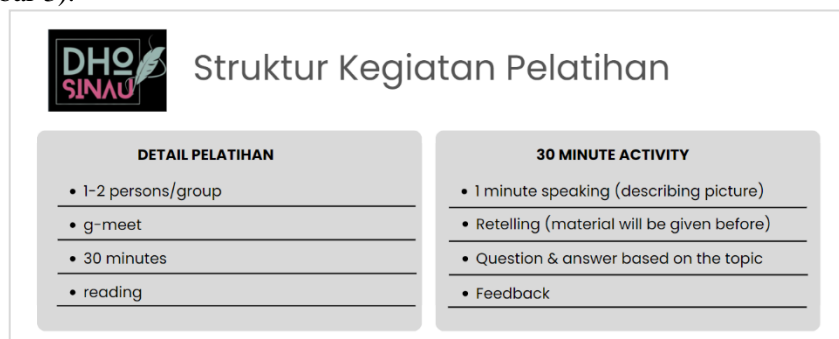 DHO
SINAU
Struktur Kegiatan Pelatihan
DETAIL PELATIHAN
• 1-2 persons/group
• g-meet
• 30 minutes
• reading
30 MINUTE ACTIVITY
• 1 minute speaking (describing picture)
• Retelling (material will be given before)
• Question & answer based on the topic
• Feedback